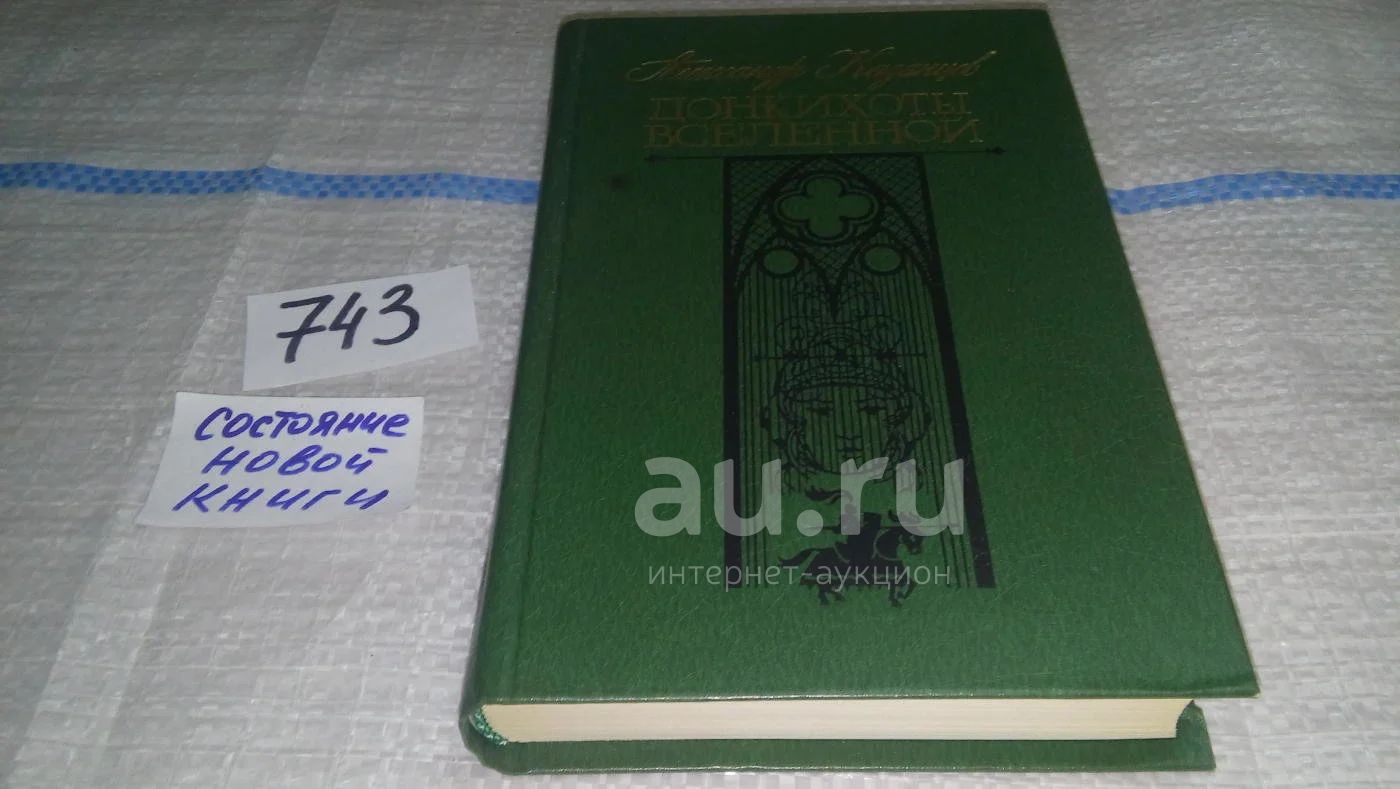 Александр Казанцев
ДОНКИХОТЫ
ВСЕЛЕННОЙ
743
СОСТОЯНИЕ
НОВОЙ
КНИГИ
au.ru
интернет-аукцион